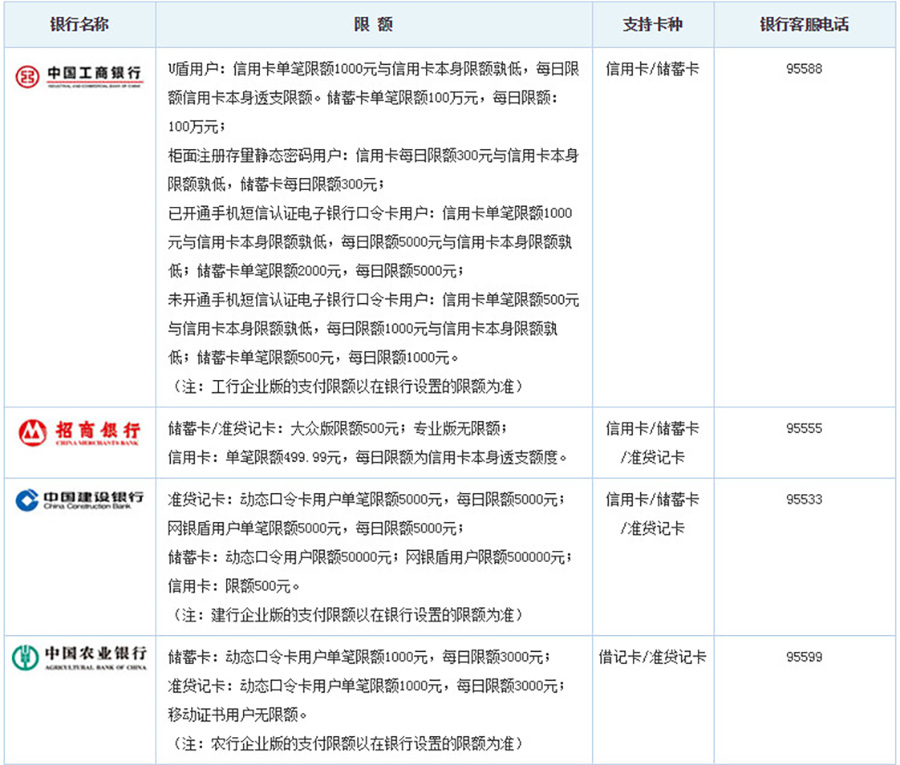 银行名称
限 额
支持卡种
银行客服电话
中国工商银行
INDUSTRIAL AND COMMERCIAL BANK OF CHINA
U盾用户：信用卡单笔限额1000元与信用卡本身限额孰低，每日限
额信用卡本身透支限额。储蓄卡单笔限额100万元，每日限额：
100万元；
柜面注册存量静态密码用户：信用卡每日限额300元与信用卡本身
限额孰低，储蓄卡每日限额300元；
已开通手机短信认证电子银行口令卡用户：信用卡单笔限额1000
元与信用卡本身限额孰低，每日限额5000元与信用卡本身限额孰
低；储蓄卡单笔限额2000元，每日限额5000元；
未开通手机短信认证电子银行口令卡用户：信用卡单笔限额500元
与信用卡本身限额孰低，每日限额1000元与信用卡本身限额孰
低；储蓄卡单笔限额500元，每日限额1000元。
（注：工行企业版的支付限额以在银行设置的限额为准）
信用卡/储蓄卡
95588
招商银行
CHINA MERCHANTS BANK
储蓄卡/准贷记卡：大众版限额500元；专业版无限额；
信用卡：单笔限额499.99元，每日限额为信用卡本身透支额度。
信用卡/储蓄卡
/准贷记卡
95555
中国建设银行
China Construction Bank
准贷记卡：动态口令卡用户单笔限额5000元，每日限额5000元；
网银盾用户单笔限额5000元，每日限额5000元；
储蓄卡：动态口令用户限额50000元；网银盾用户限额500000元；
信用卡：限额500元。
（注：建行企业版的支付限额以在银行设置的限额为准）
信用卡/储蓄卡
/准贷记卡
95533
中国农业银行
AGRICULTURAL BANK OF CHINA
储蓄卡：动态口令卡用户单笔限额1000元，每日限额3000元；
准贷记卡：动态口令卡用户单笔限额1000元，每日限额3000元；
移动证书用户无限额。
（注：农行企业版的支付限额以在银行设置的限额为准）
借记卡/准贷记卡
95599